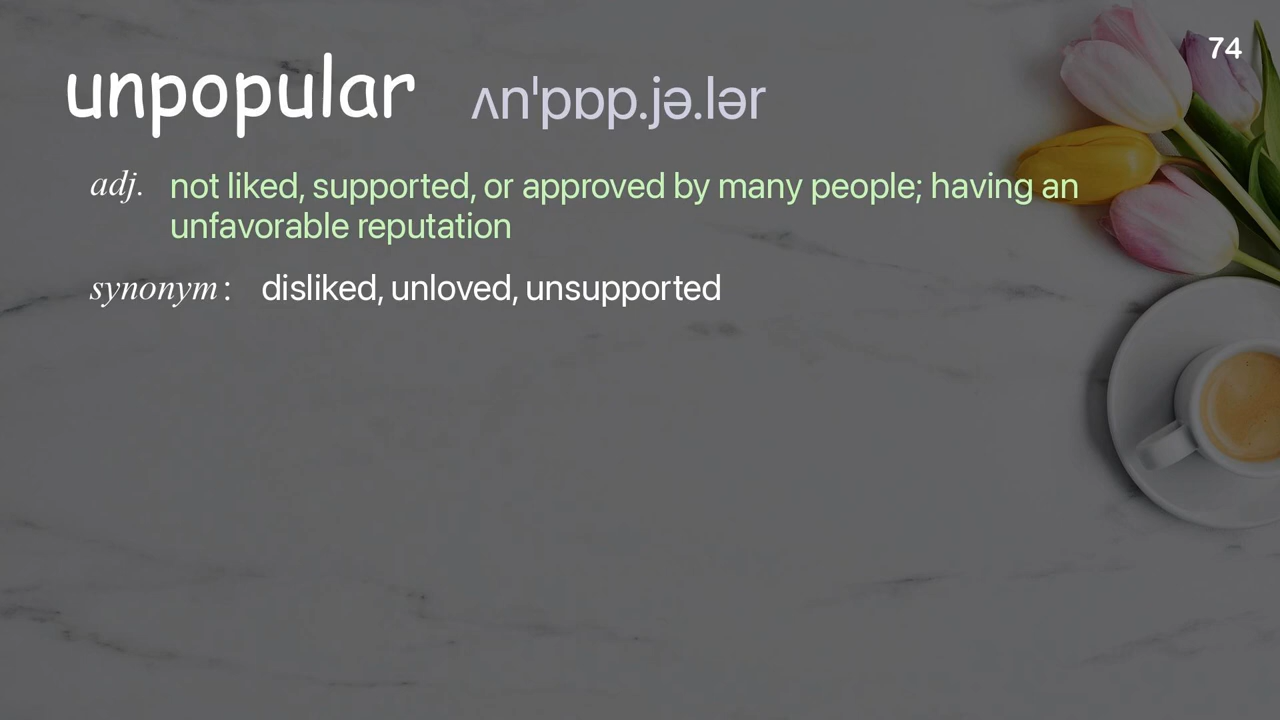 74
unpopular ʌnˈpɒp.jə.lər
adj. not liked, supported, or approved by many people; having an
unfavorable reputation
synonym: disliked, unloved, unsupported